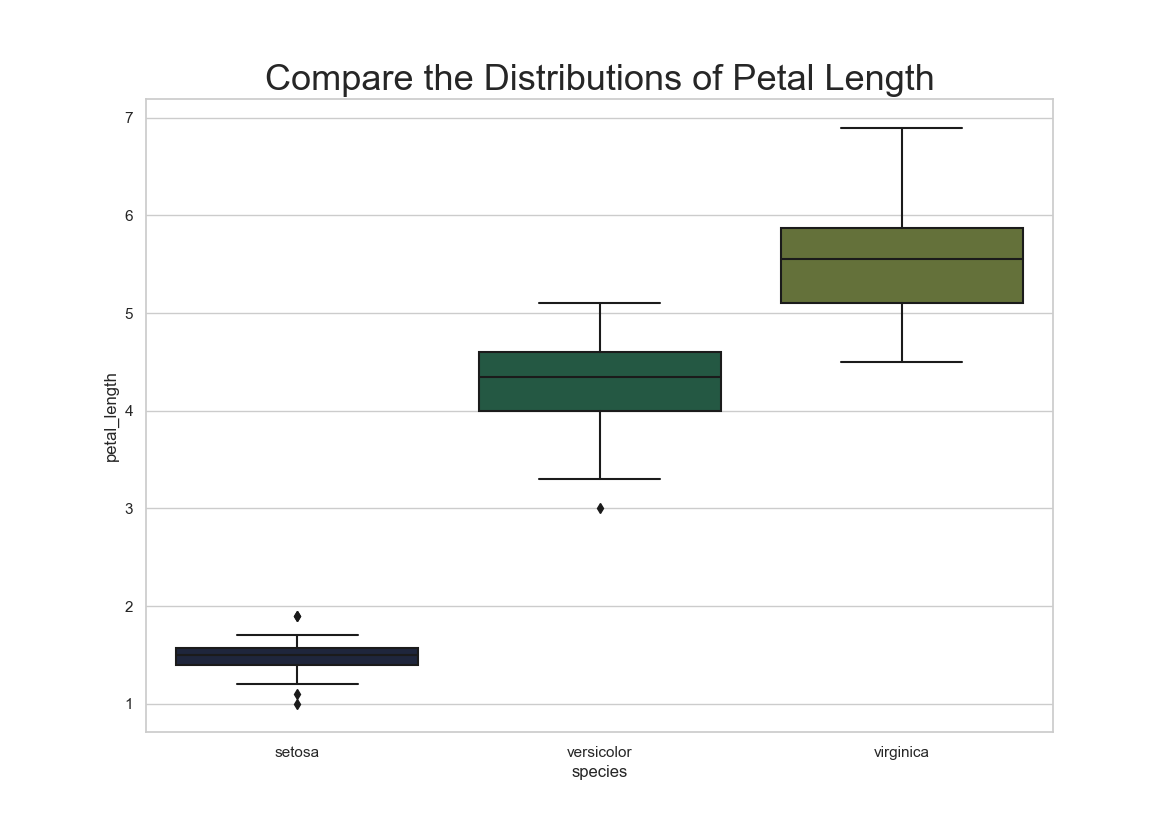 Compare the Distributions of Petal Length
7
6
5
4
3
2
1
petal_length
setosa versicolor virginica
species